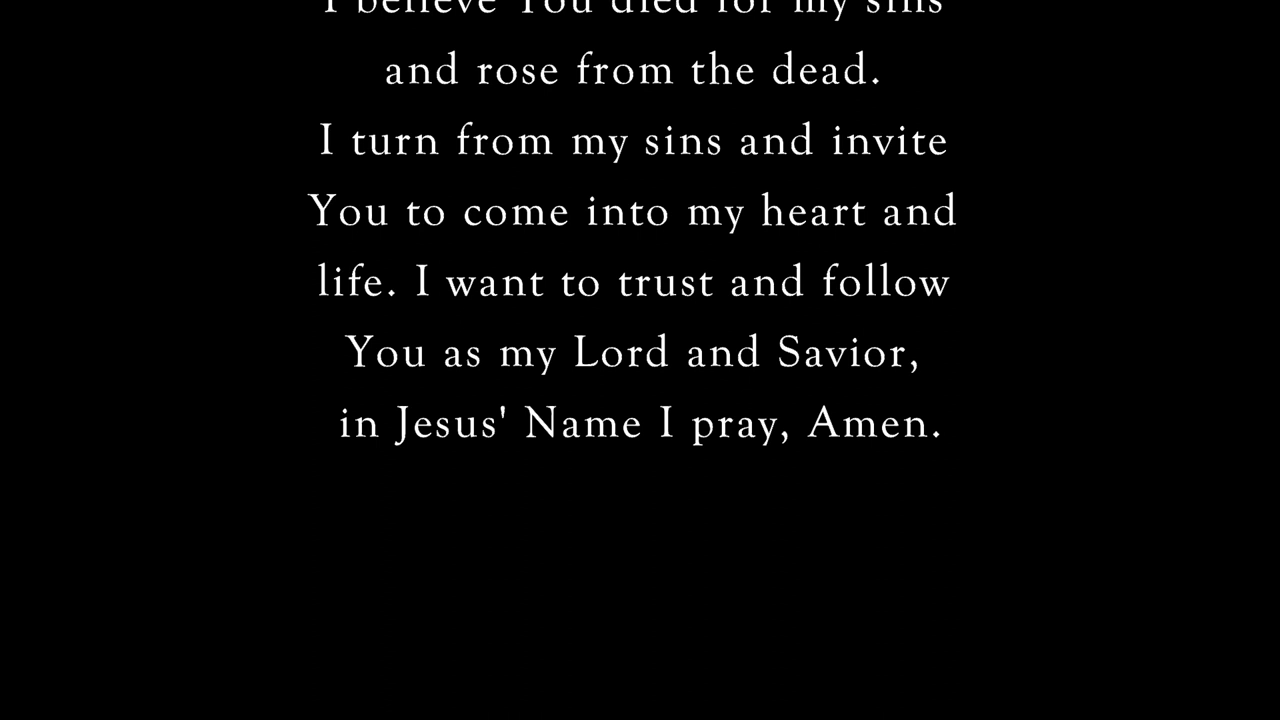 I believe You died for my sins
and rose from the dead.
I turn from my sins and invite
You to come into my heart and
life. I want to trust and follow
You as my Lord and Savior,
in Jesus' Name I pray, Amen.